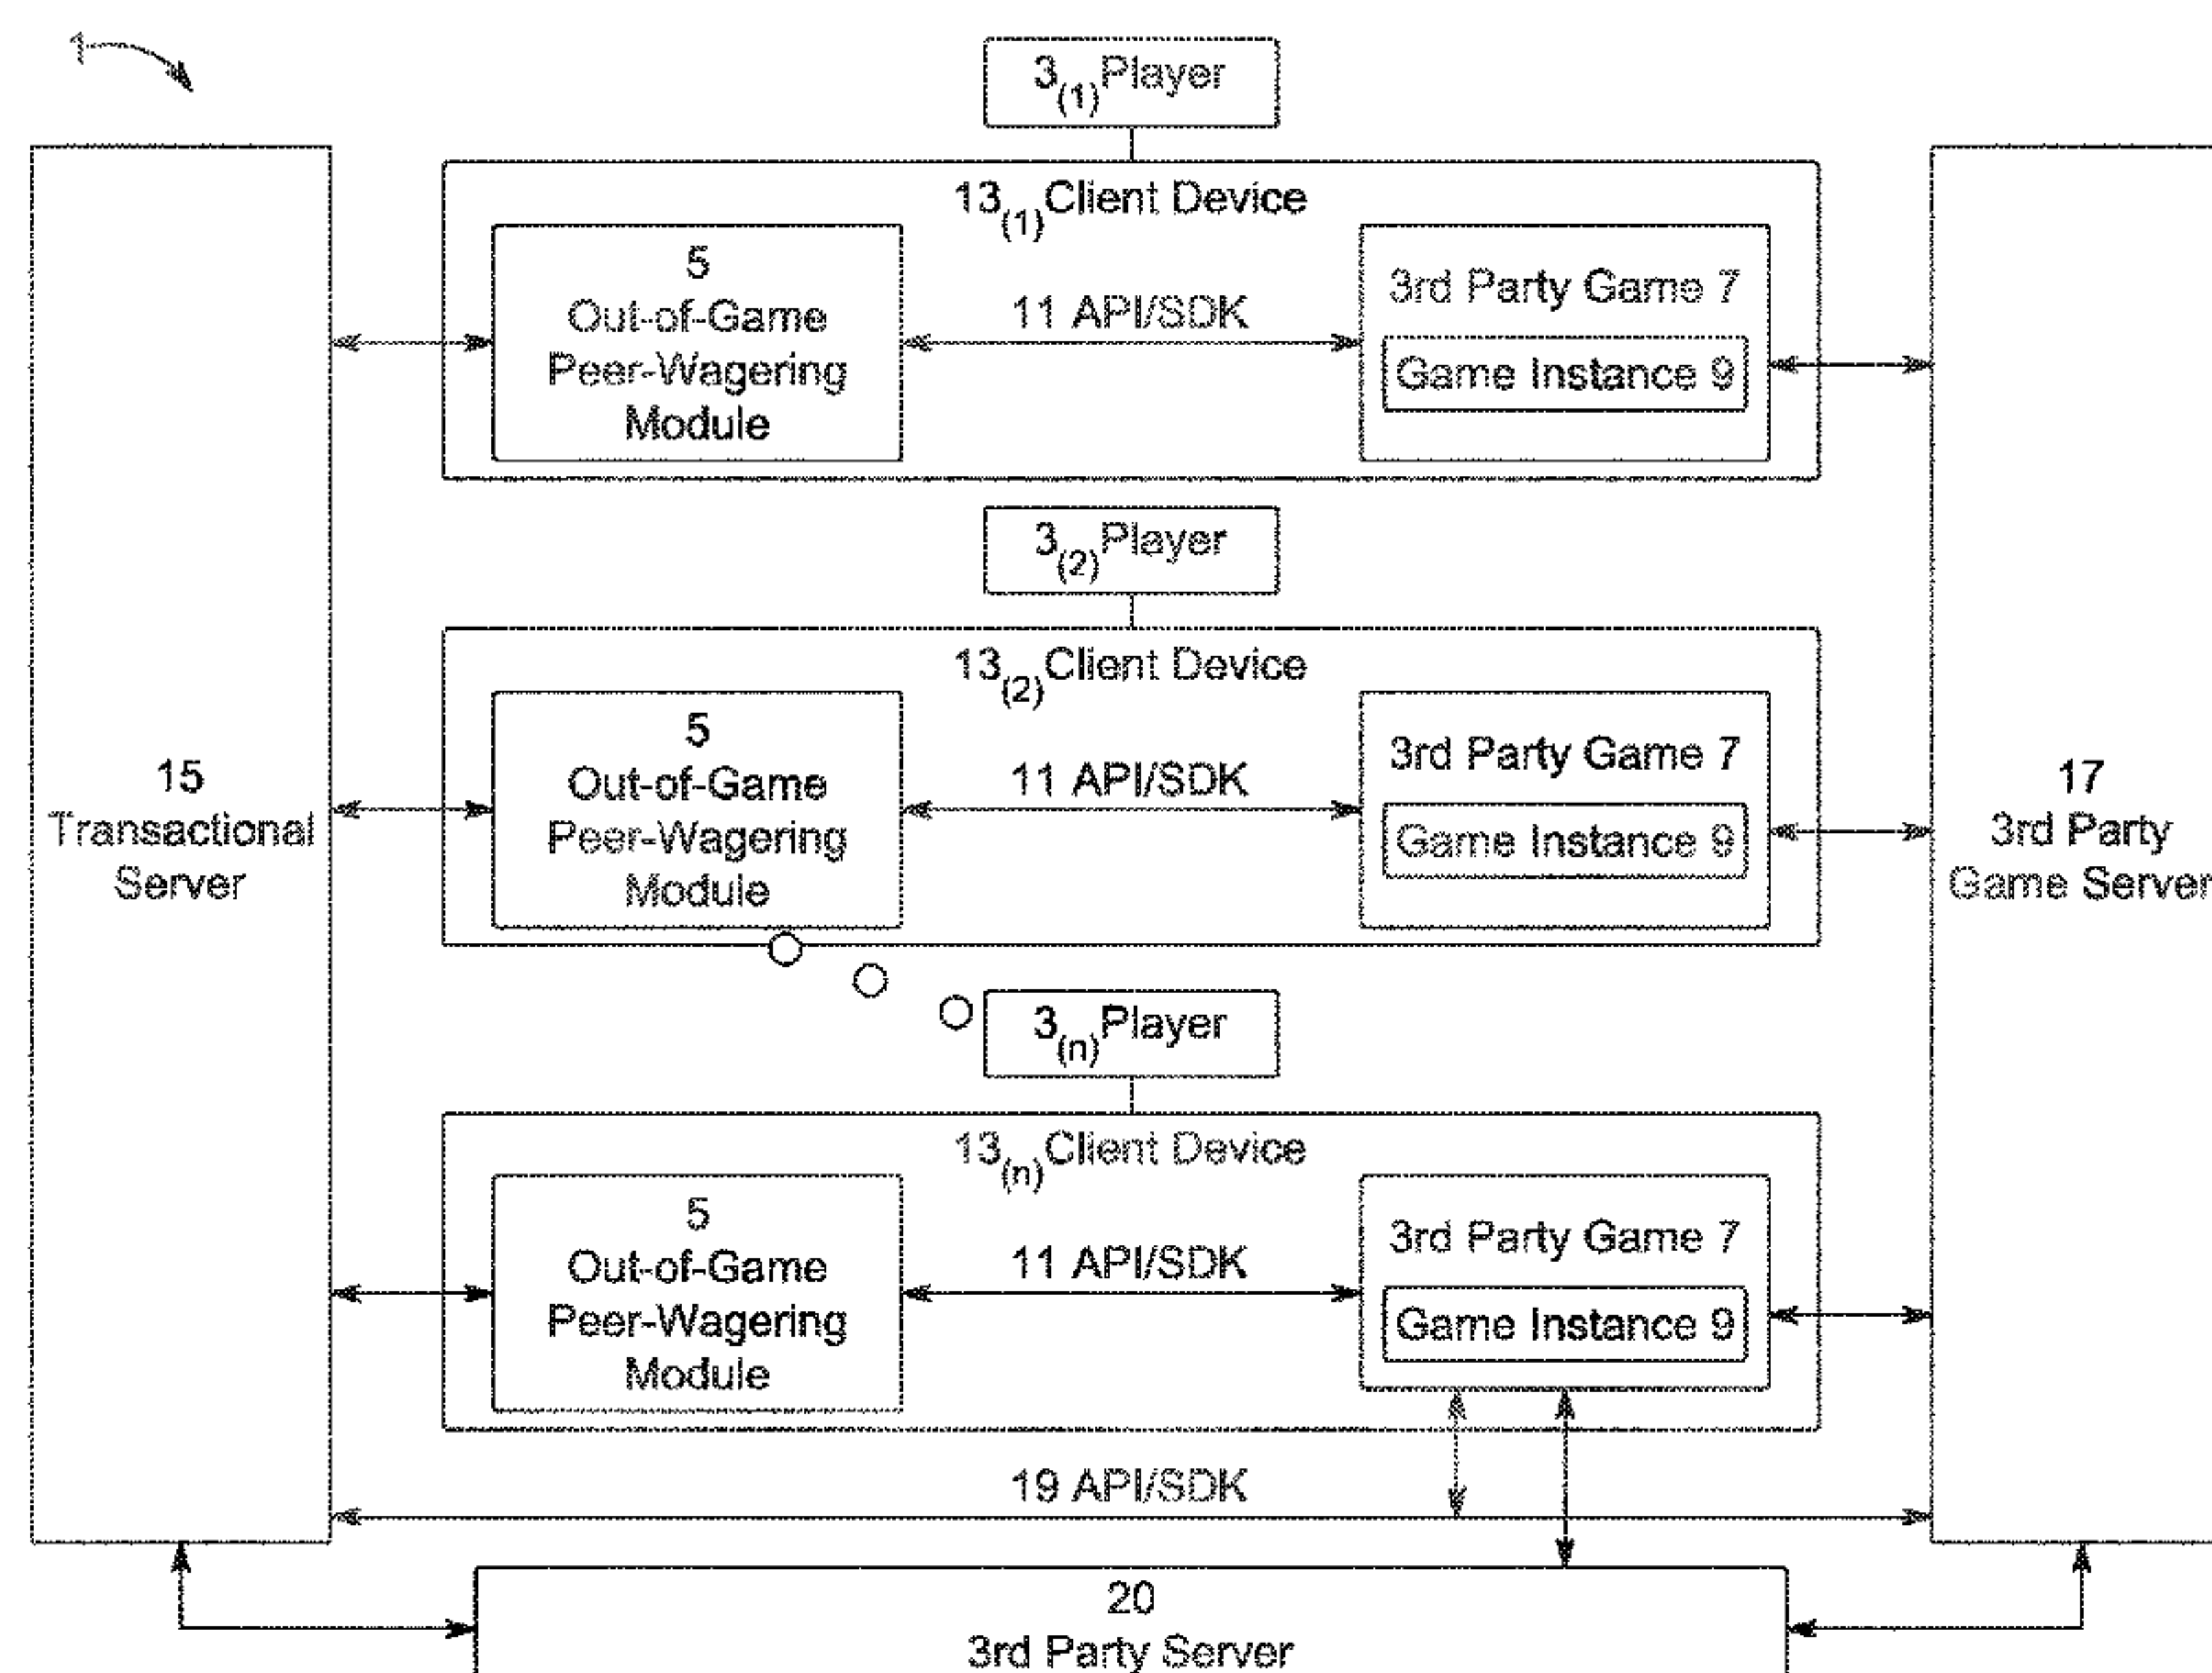 1
3(1) Player
13(1) Client Device
5
Out-of-Game
Peer-Wagering
Module
11 API/SDK
3rd Party Game 7
Game Instance 9
3(2) Player
13(2) Client Device
5
Out-of-Game
Peer-Wagering
Module
11 API/SDK
3rd Party Game 7
Game Instance 9
15
Transactional
Server
17
3rd Party
Game Server
3(n) Player
13(n) Client Device
5
Out-of-Game
Peer-Wagering
Module
11 API/SDK
3rd Party Game 7
Game Instance 9
19 API/SDK
20
3rd Party Server